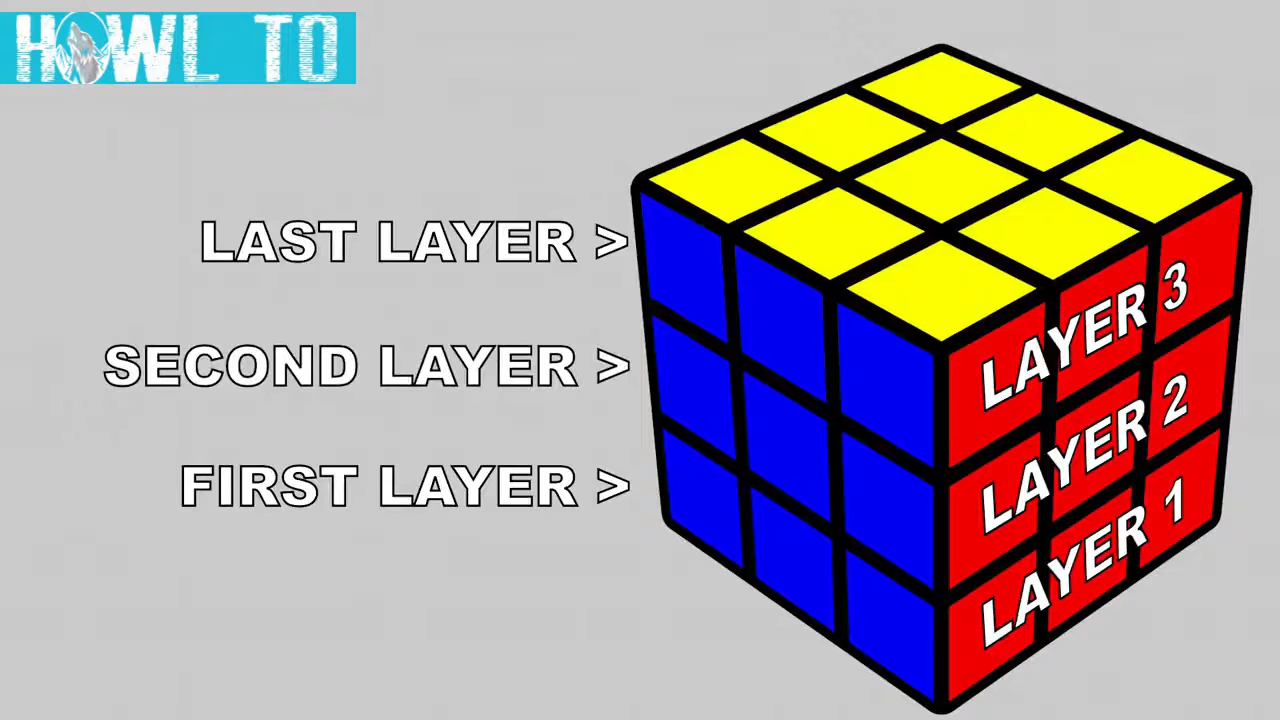 HOWL TO
LAST LAYER >
SECOND LAYER >
FIRST LAYER >
LAYER 3
LAYER 2
LAYER 1